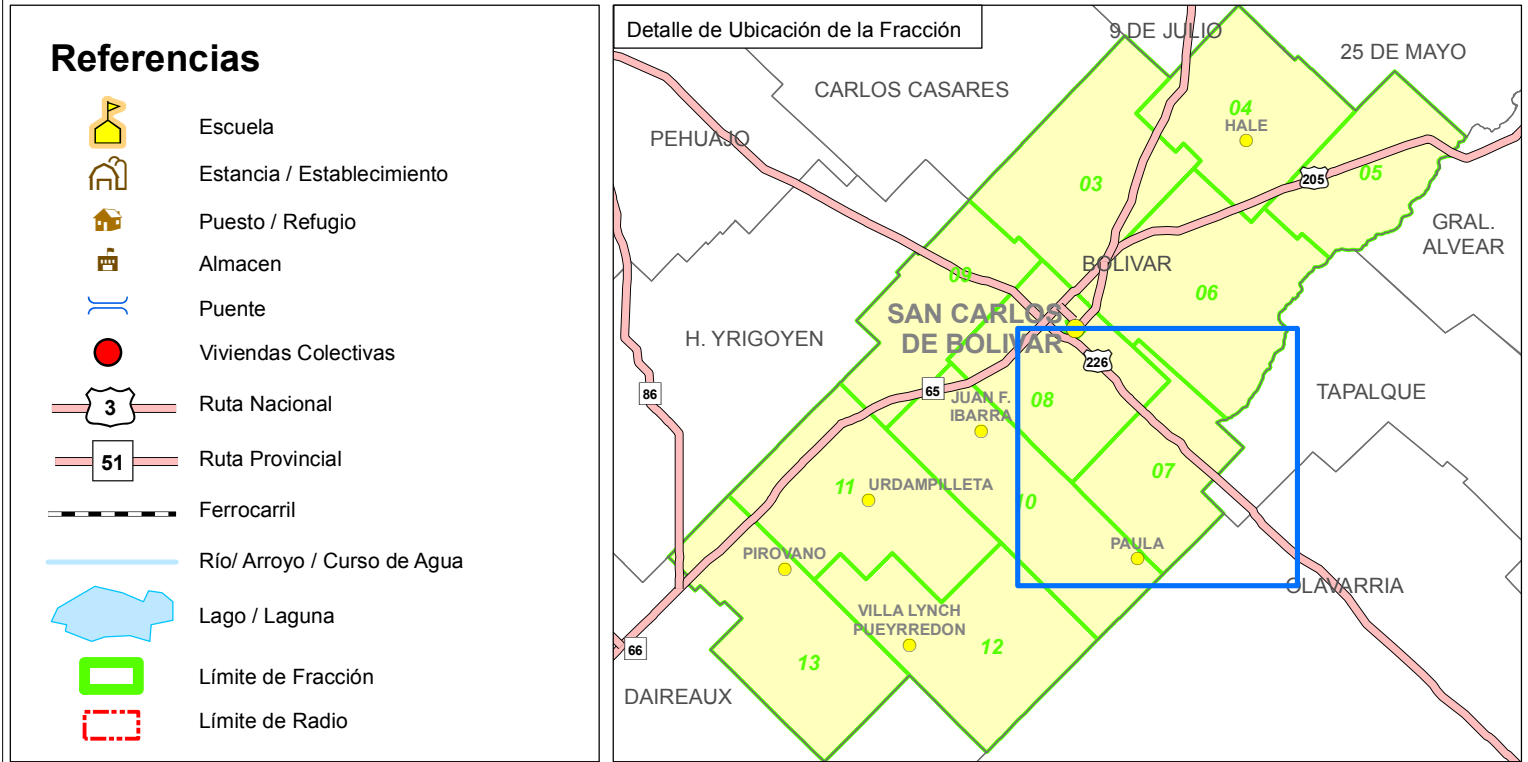 Referencias
Escuela
Estancia / Establecimiento
Puesto / Refugio
Almacen
Puente
Viviendas Colectivas
3
Ruta Nacional
51
Ruta Provincial
Ferrocarril
Río/ Arroyo / Curso de Agua
Lago / Laguna
Límite de Fracción
Límite de Radio
Detalle de Ubicación de la Fracción
9 DE JULIO
25 DE MAYO
CARLOS CASARES
04
HALE
PEHUAJO
05
205
03
GRAL.
ALVEAR
BOLIVAR
09
06
SAN CARLOS
DE BOLIVAR
H. YRIGOYEN
226
86
65
TAPALQUE
JUAN F.
IBARRA
08
07
11
URDAMPILLETA
10
PIROVANO
PAULA
OLAVARRIA
VILLA LYNCH
PUEYRREDON
12
66
13
DAIREAUX